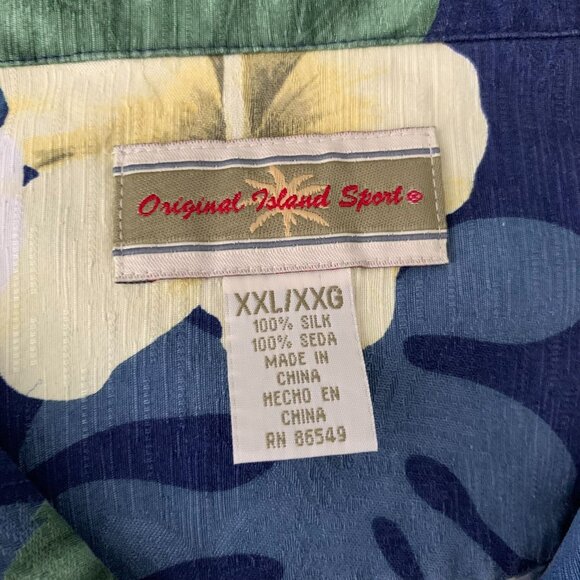 Original Island Sport ®
XXL/XXG
100% SILK
100% SEDA
MADE IN
CHINA
HECHO EN
CHINA
RN 86549